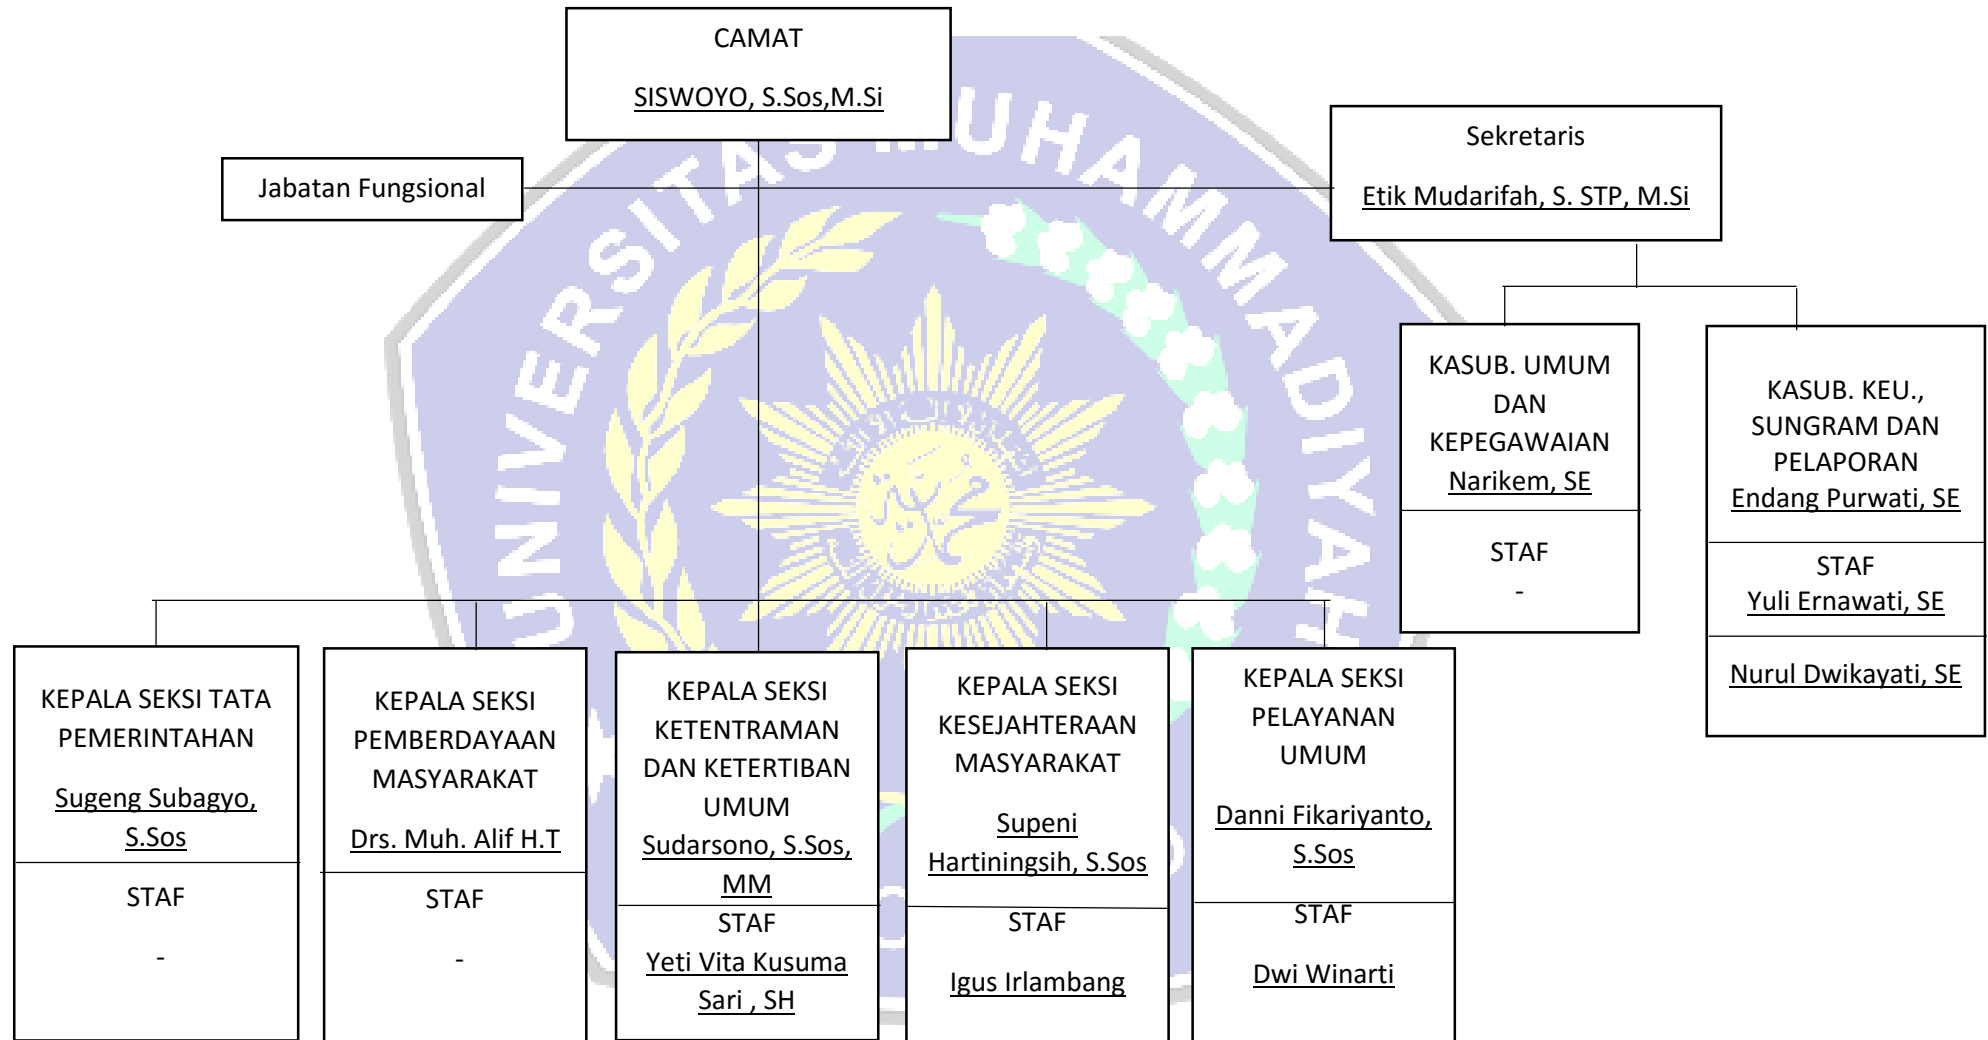 CAMAT
SISWOYO, S.Sos,M.Si
Jabatan Fungsional
Sekretaris
Etik Mudarifah, S. STP, M.Si
KASUB. UMUM
DAN
KEPEGAWAIAN
Narikem, SE
STAF
-
KASUB. KEU.,
SUNGRAM DAN
PELAPORAN
Endang Purwati, SE
STAF
Yuli Ernawati, SE
Nurul Dwikayati, SE
KEPALA SEKSI TATA
PEMERINTAHAN
Sugeng Subagyo,
S.Sos
STAF
-
KEPALA SEKSI
PEMBERDAYAAN
MASYARAKAT
Drs. Muh. Alif H.T
STAF
-
KEPALA SEKSI
KETENTRAMAN
DAN KETERTIBAN
UMUM
Sudarsono, S.Sos,
MM
STAF
Yeti Vita Kusuma
Sari , SH
KEPALA SEKSI
KESEJAHTERAAN
MASYARAKAT
Supeni
Hartiningsih, S.Sos
STAF
Igus Irlambang
KEPALA SEKSI
PELAYANAN
UMUM
Danni Fikariyanto,
S.Sos
STAF
Dwi Winarti
UNIVERSITAS MUHAMMADIYAH